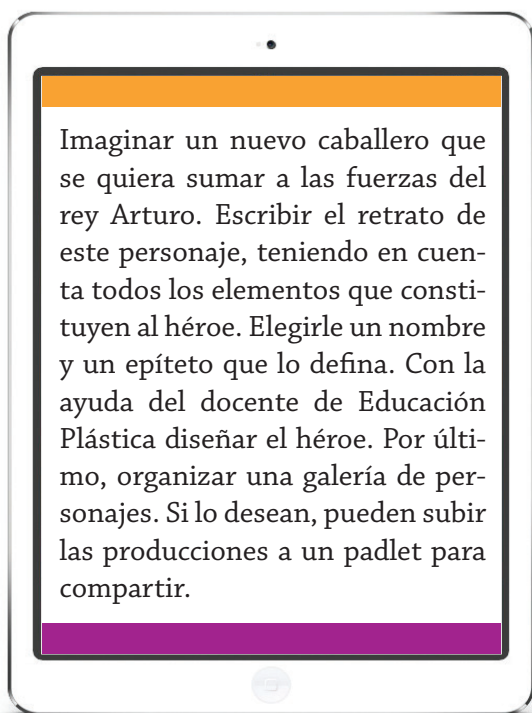 Imaginar un nuevo caballero que
se quiera sumar a las fuerzas del
rey Arturo. Escribir el retrato de
este personaje, teniendo en cuen-
ta todos los elementos que consti-
tuyen al héroe. Elegirle un nombre
y un epíteto que lo defina. Con la
ayuda del docente de Educación
Plástica diseñar el héroe. Por últi-
mo, organizar una galería de per-
sonajes. Si lo desean, pueden subir
las producciones a un padlet para
compartir.